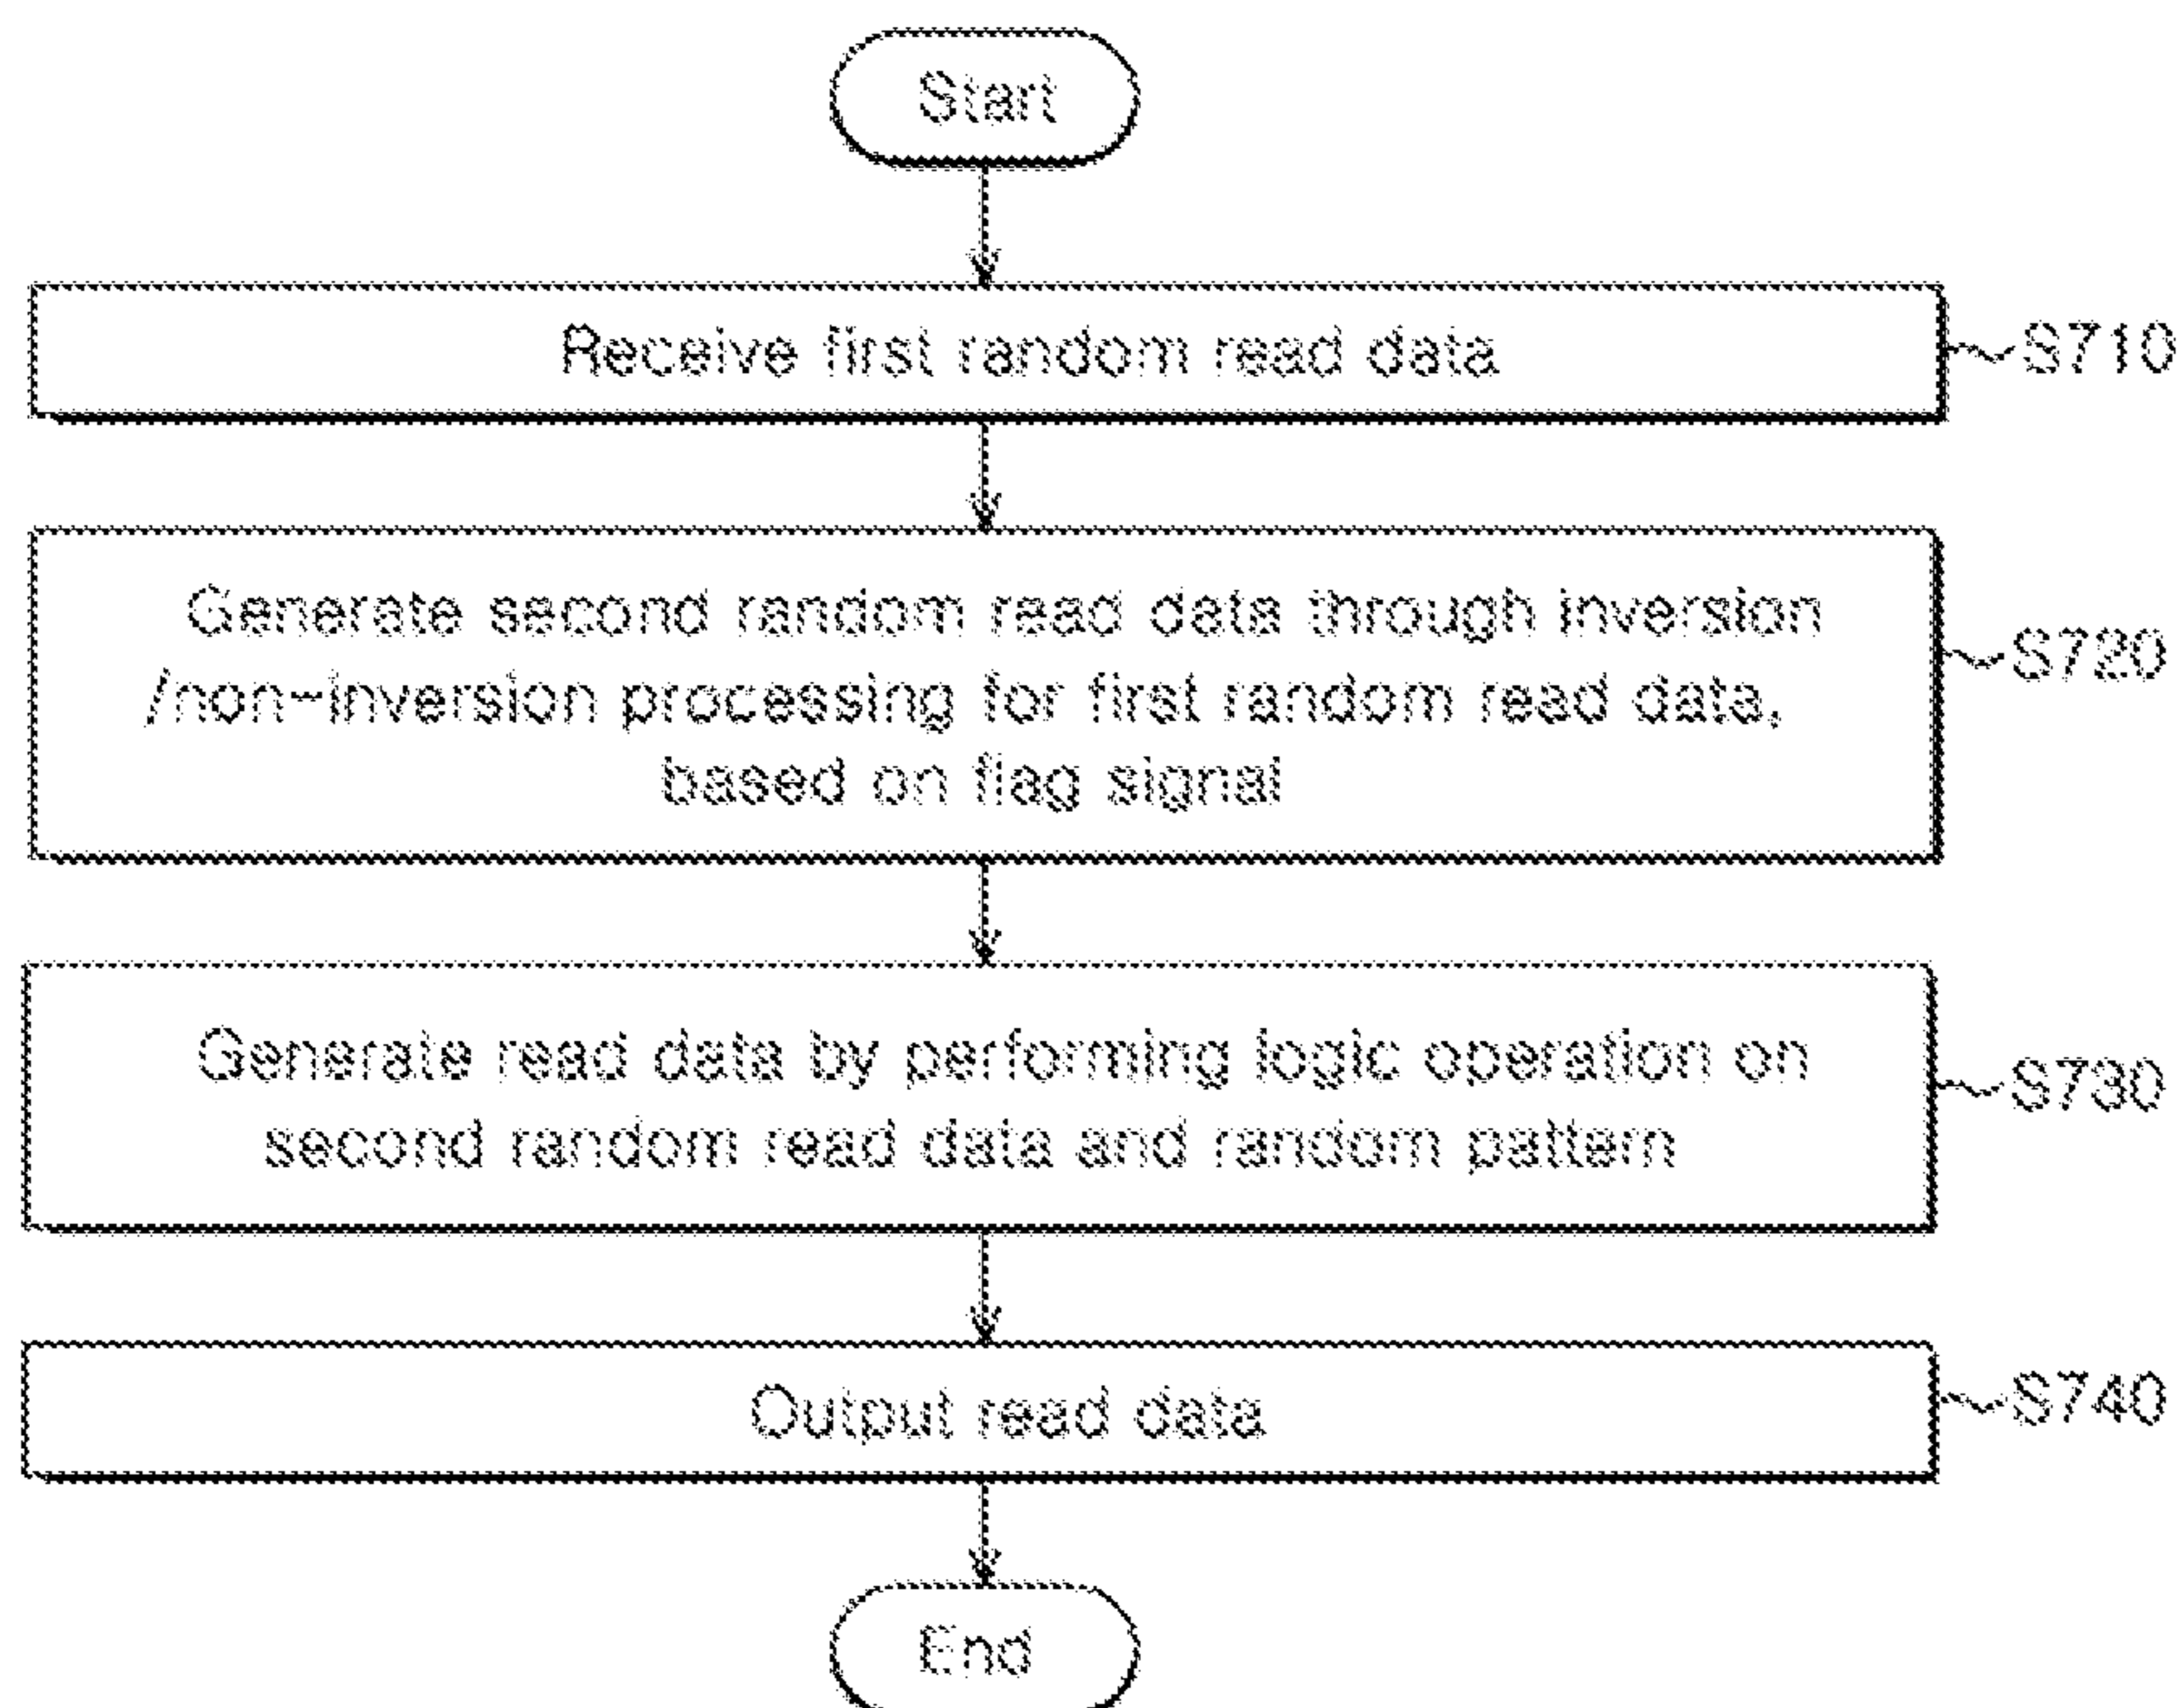 Start
Receive first random read data
S710
Generate second random read data through inversion
/non-inversion processing for first random read data,
based on flag signal
S720
Generate read data by performing logic operation on
second random read data and random pattern
S730
Output read data
S740
End